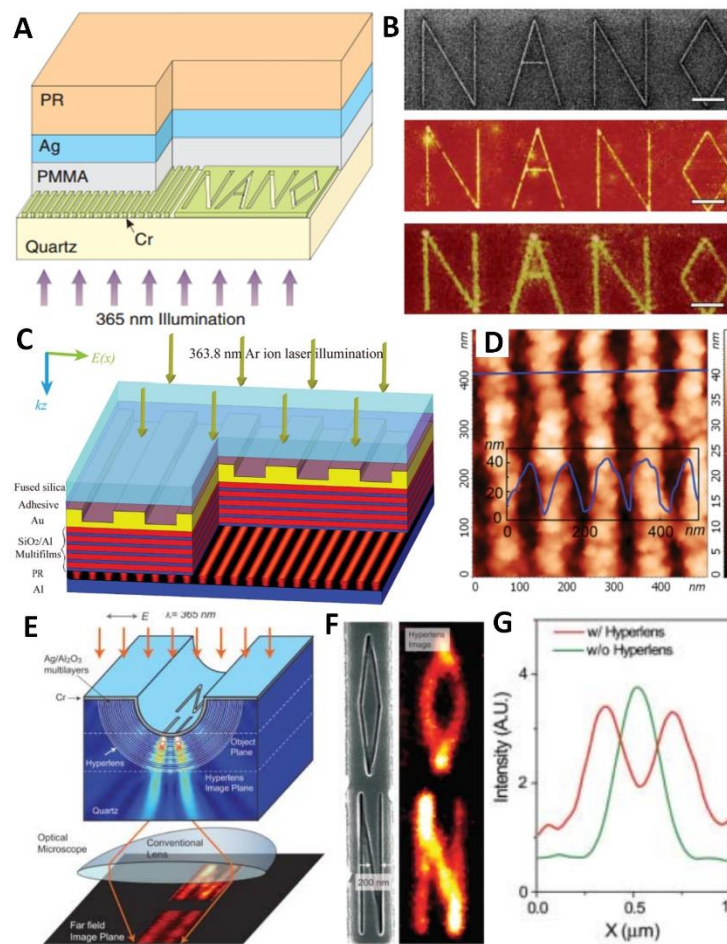 A
PR
Ag
PMMA
NANO
Cr
Quartz
365 nm Illumination
B
NANO
NANO
NANO
C
E(x)
kz
363.8 nm Ar ion laser illumination
Fused silica
Adhesive
Au
SiO₂/Al
Multifilms
PR
Al
D
nm
400
300
200
100
0
nm
40
20
0
0 200 400 nm
0 100 200 300 400 nm
nm
40
35
30
25
20
15
10
5
0
E
E
λ= 365 nm
Ag/Al₂O₃
multilayers
Cr
Hyperlens
Object
Plane
Hyperlens
Image Plane
Quartz
Optical
Microscope
Conventional
Lens
Far field
Image Plane
F
Hyperlens
Image
200 nm
G
w/ Hyperlens
w/o Hyperlens
Intensity (A.U.)
4
2
0
0.0 0.5 1
X (μm)